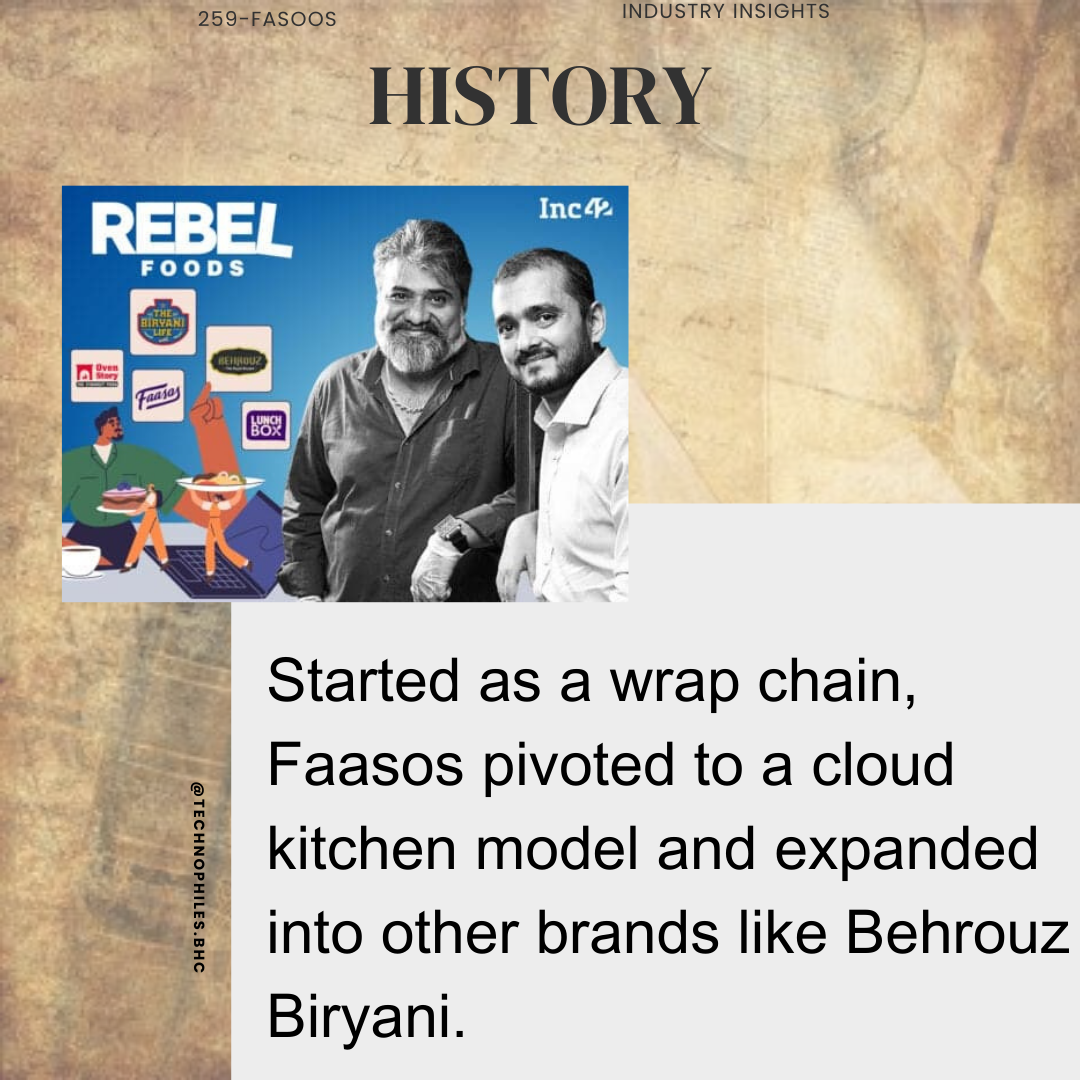 259-FASOOS
INDUSTRY INSIGHTS
HISTORY
REBEL
FOODS
Inc42
THE
BIRYANI
LIFE
BEHROUZ
Oven
Story
Faasos
LUNCH
BOX
Started as a wrap chain,
Faasos pivoted to a cloud
kitchen model and expanded
into other brands like Behrouz
Biryani.
@TECHNOPHILES.BHC